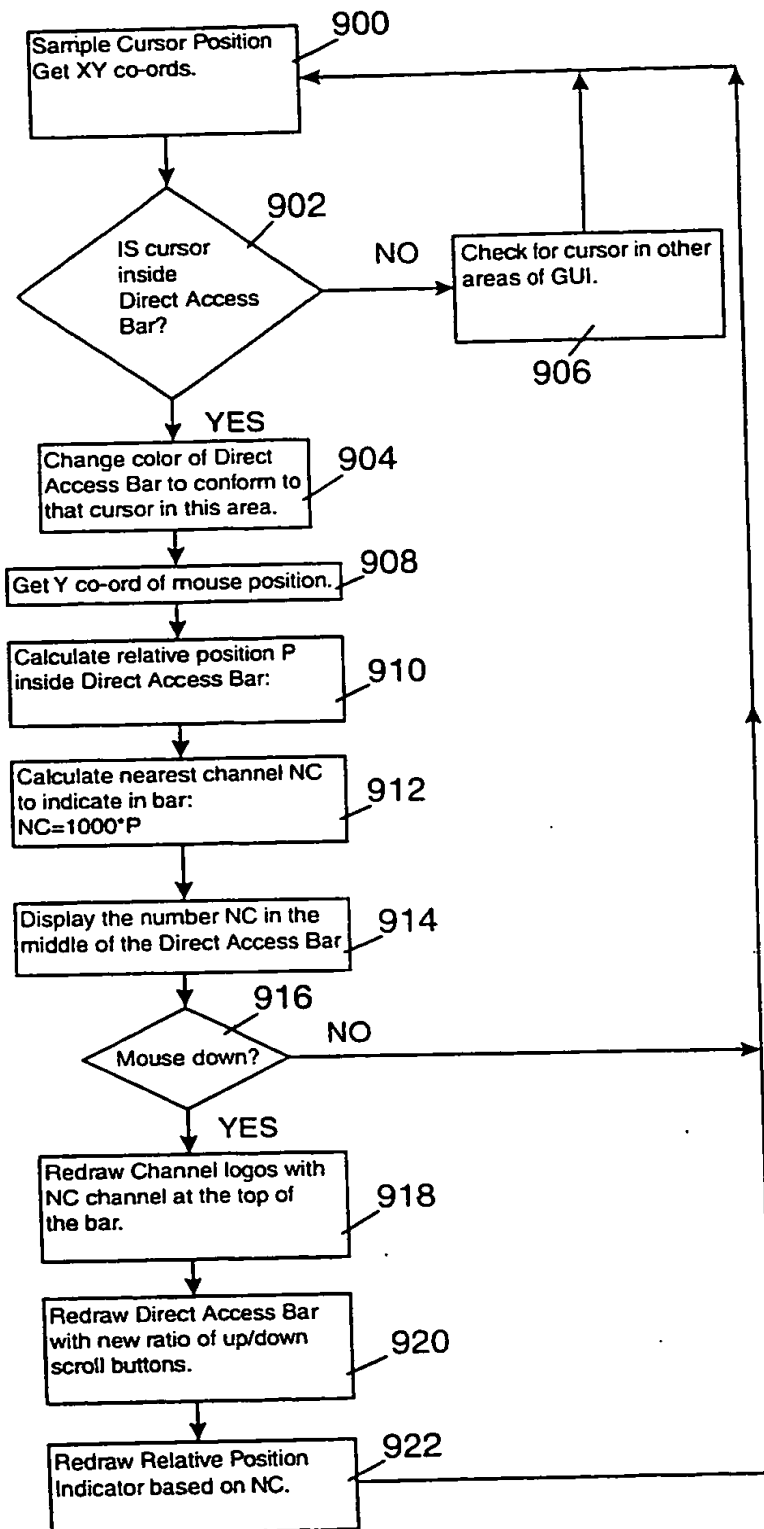 900
Sample Cursor Position
Get XY co-ords.
902
IS cursor
inside
Direct Access
Bar?
NO
Check for cursor in other
areas of GUI.
906
YES
Change color of Direct
Access Bar to conform to
that cursor in this area.
904
Get Y co-ord of mouse position.
908
Calculate relative position P
inside Direct Access Bar:
910
Calculate nearest channel NC
to indicate in bar:
NC=1000*P
912
Display the number NC in the
middle of the Direct Access Bar
914
916
Mouse down?
NO
YES
Redraw Channel logos with
NC channel at the top of
the bar.
918
Redraw Direct Access Bar
with new ratio of up/down
scroll buttons.
920
Redraw Relative Position
Indicator based on NC.
922